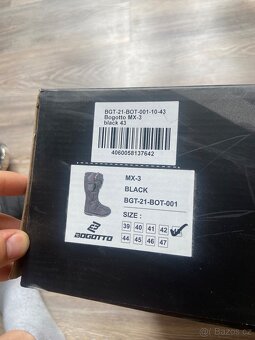 BGT-21-BOT-001-10-43
Bogotto MX-3
black 43
4060058137642
MX-3
BLACK
BGT-21-BOT-001
SIZE :
39 40 41 42
44 45 46 47
BOGOTTO
Bazoš.cz